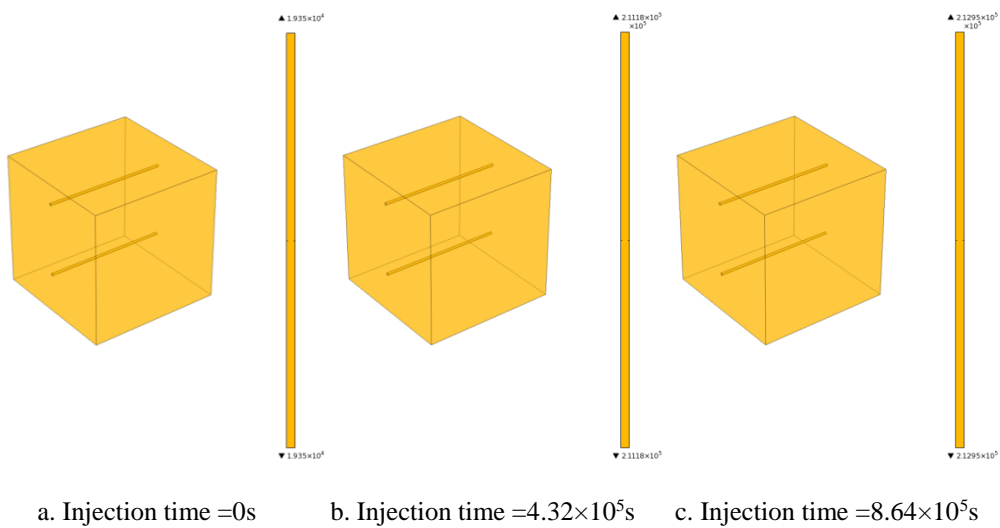 ▲ 1.935×10⁴
▲ 2.1118×10⁵
×10⁵
▲ 2.1295×10⁵
×10⁵
▼ 1.935×10⁴
▼ 2.1118×10⁵
▼ 2.1295×10⁵
a. Injection time =0s
b. Injection time =4.32×10⁵s
c. Injection time =8.64×10⁵s